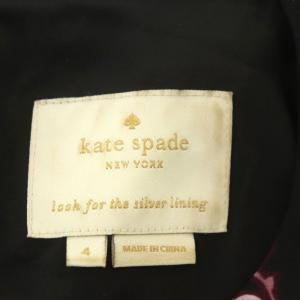 kate spade
NEW YORK
look for the silver lining
4
MADE IN CHINA